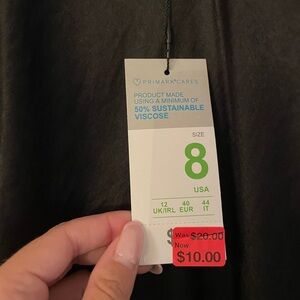 PRIMARK CARES
PRODUCT MADE
USING A MINIMUM OF
50% SUSTAINABLE
VISCOSE
SIZE
8
USA
12 40 44
UK/IRL EUR IT
$
Was $20.00
Now
$10.00